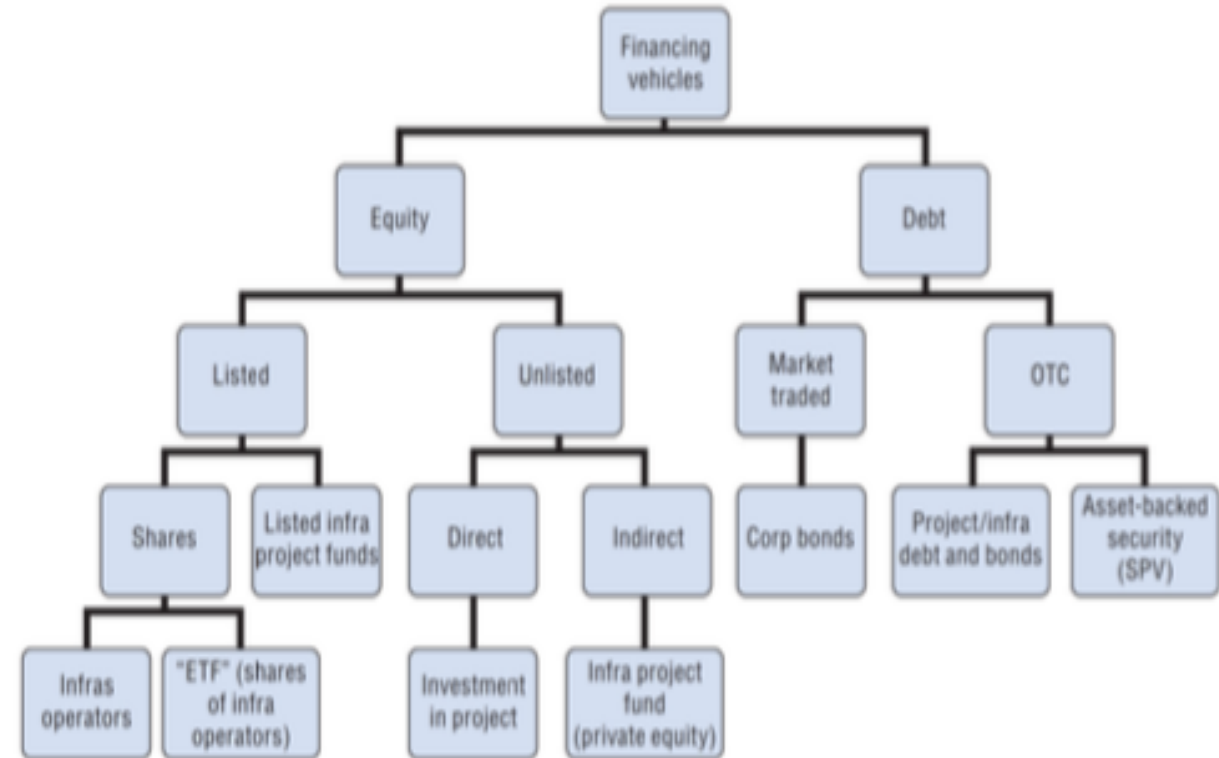 Financing
vehicles
Equity
Debt
Listed
Unlisted
Market
traded
OTC
Shares
Listed infra
project funds
Direct
Indirect
Corp bonds
Project/infra
debt and bonds
Asset-backed
security
(SPV)
Infras
operators
"ETF" (shares
of infra
operators)
Investment
in project
Infra project
fund
(private equity)